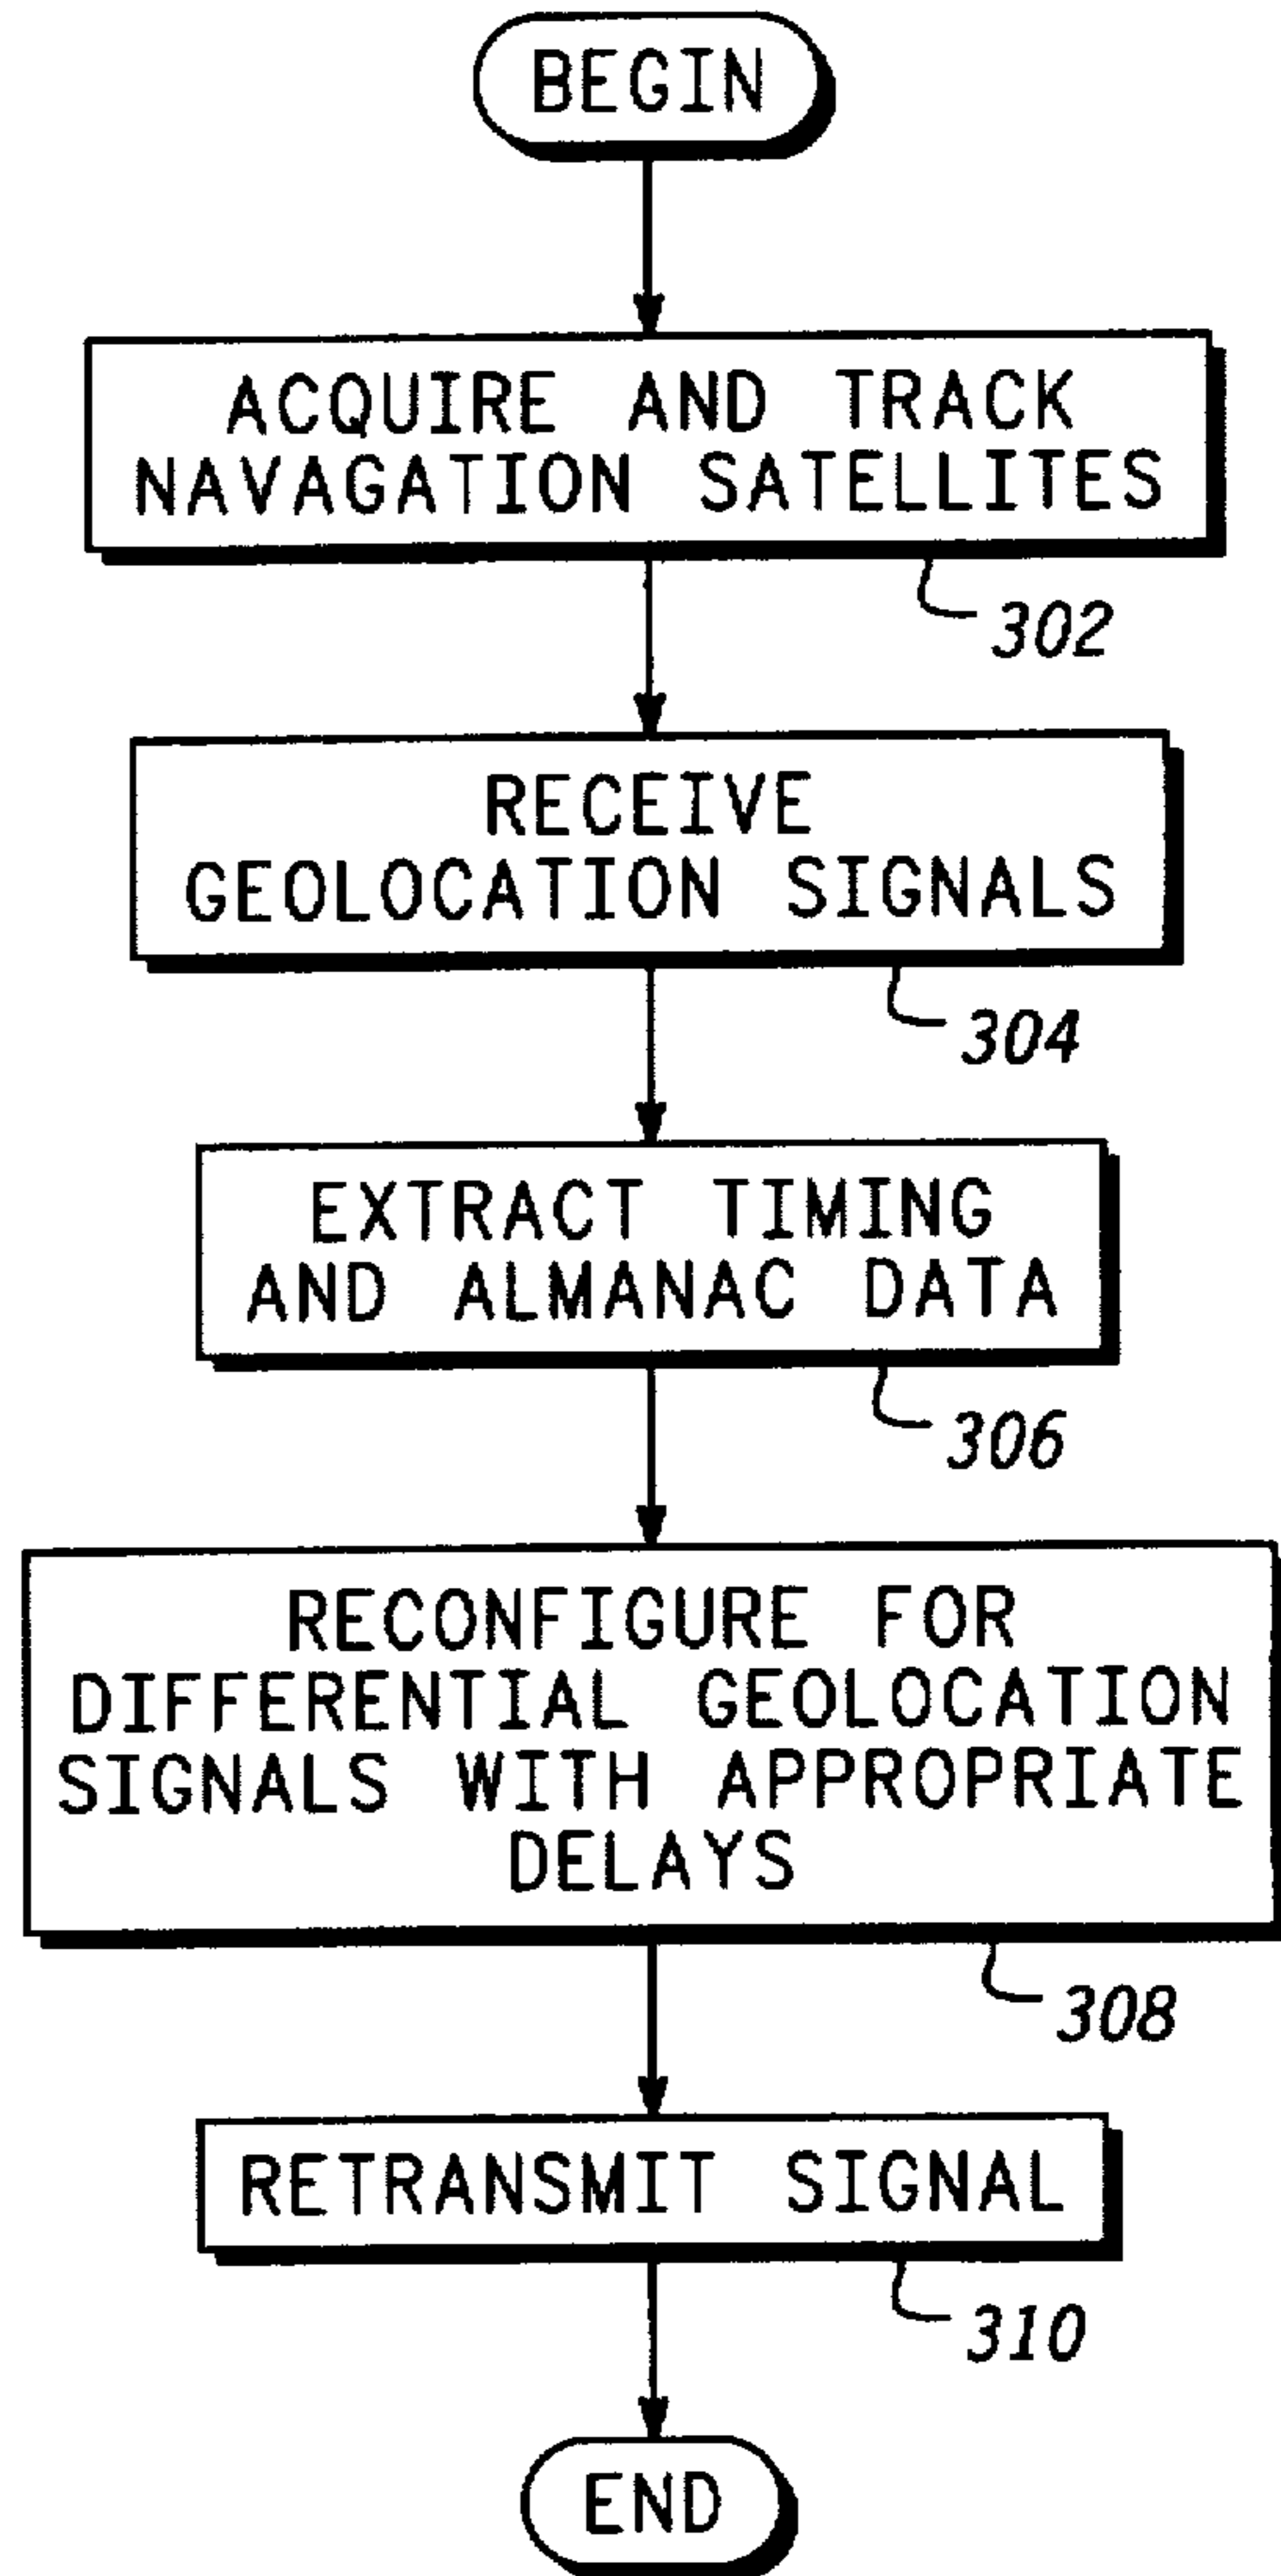 BEGIN
ACQUIRE AND TRACK
NAVAGATION SATELLITES
302
RECEIVE
GEOLOCATION SIGNALS
304
EXTRACT TIMING
AND ALMANAC DATA
306
RECONFIGURE FOR
DIFFERENTIAL GEOLOCATION
SIGNALS WITH APPROPRIATE
DELAYS
308
RETRANSMIT SIGNAL
310
END